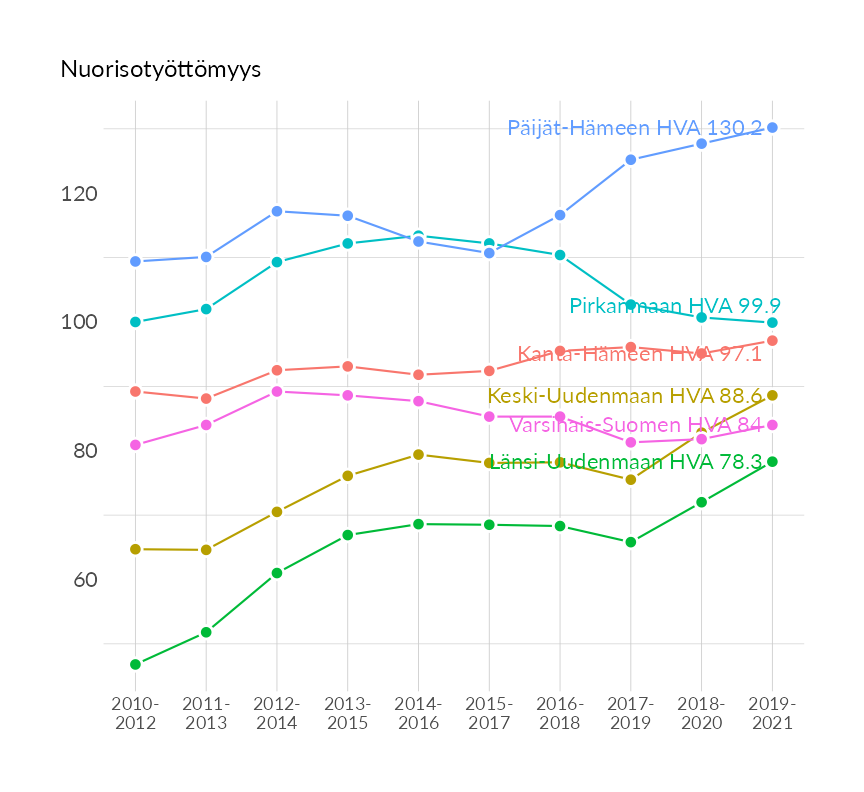 Nuorisotyöttömyys
Päijät-Hämeen HVA 130.2
120
Pirkanmaan HVA 99.9
100
Kanta-Hämeen HVA 97.1
Keski-Uudenmaan HVA 88.6
Varsinais-Suomen HVA 84
80
Länsi-Uudenmaan HVA 78.3
60
2010- 2011- 2012- 2013- 2014- 2015- 2016- 2017- 2018- 2019-
2012 2013 2014 2015 2016 2017 2018 2019 2020 2021